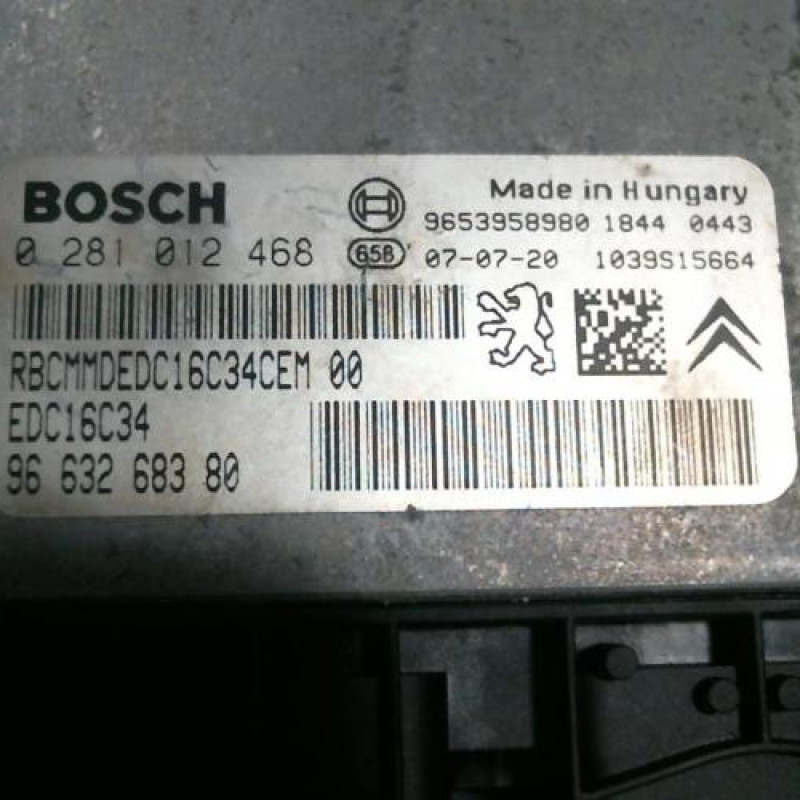 BOSCH
Made in Hungary
9653958980 1844 0443
0 281 012 468
658 07-07-20 1039S15664
RBCMMDEDC16C34CEM 00
EDC16C34
96 632 683 80